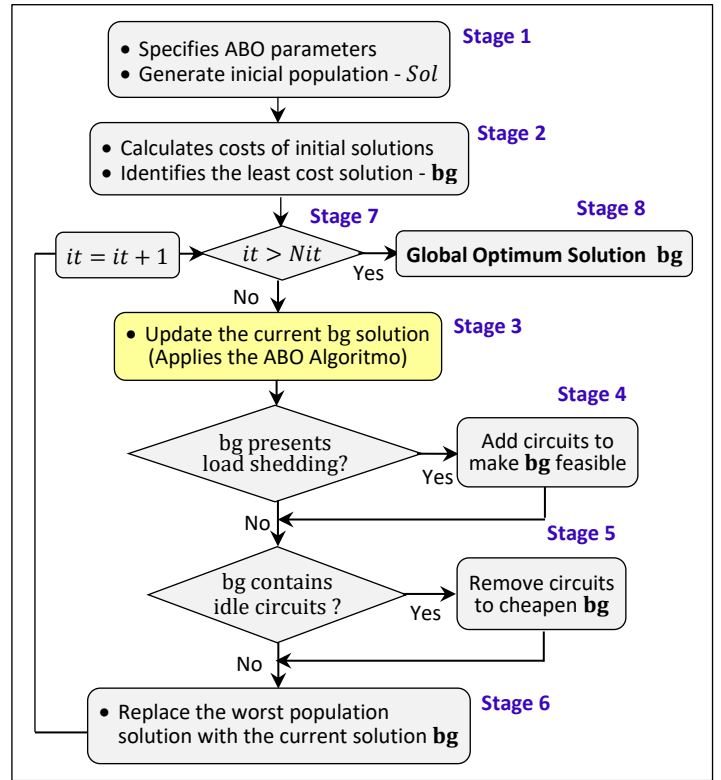 Stage 1
• Specifies ABO parameters
• Generate inicial population - Sol
Stage 2
• Calculates costs of initial solutions
• Identifies the least cost solution - bg
Stage 7
Stage 8
it = it + 1
it > Nit
Yes
Global Optimum Solution bg
No
Stage 3
• Update the current bg solution
(Applies the ABO Algoritmo)
Stage 4
bg presents
load shedding?
Yes
Add circuits to
make bg feasible
No
Stage 5
bg contains
idle circuits ?
Yes
Remove circuits
to cheapen bg
No
Stage 6
• Replace the worst population
solution with the current solution bg